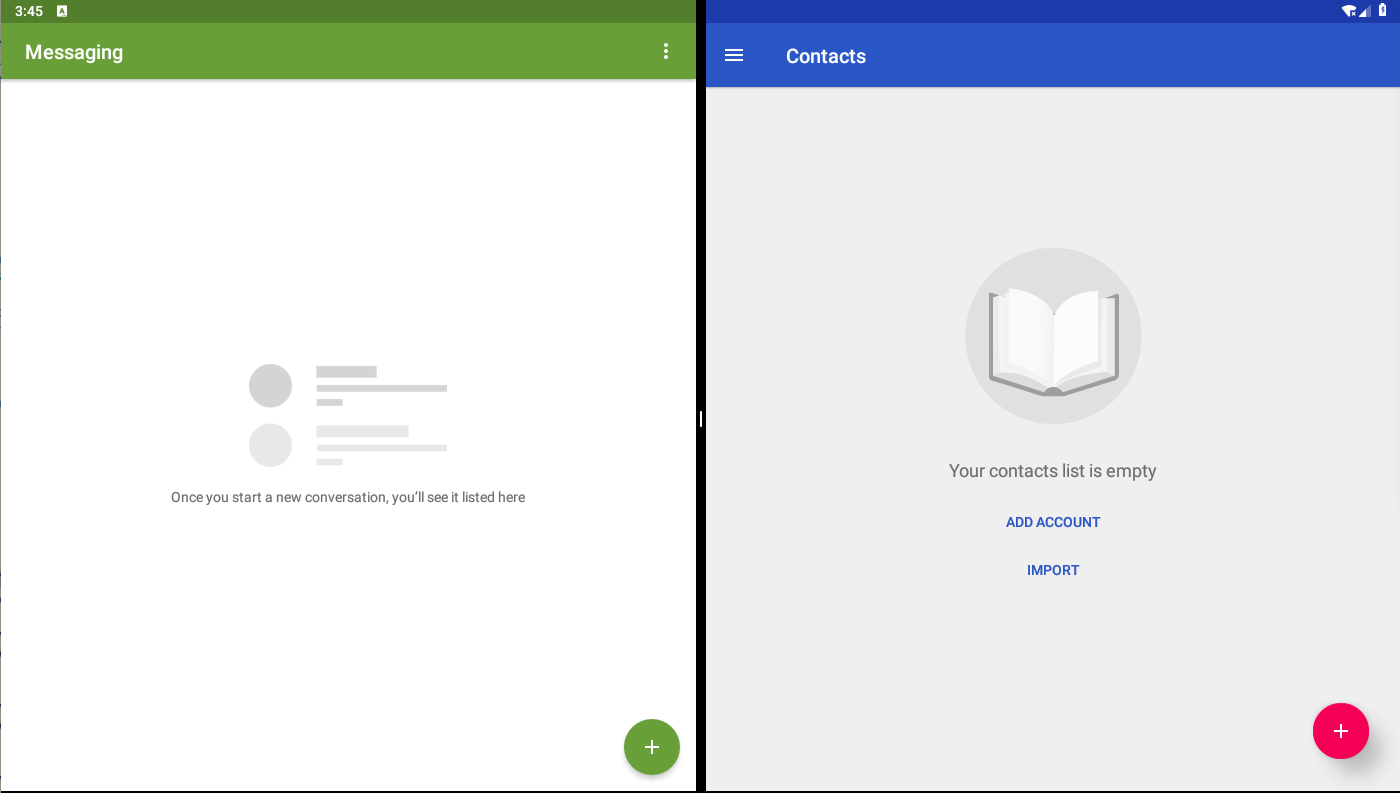 3:45
Messaging
Once you start a new conversation, you’ll see it listed here
Contacts
Your contacts list is empty
ADD ACCOUNT
IMPORT